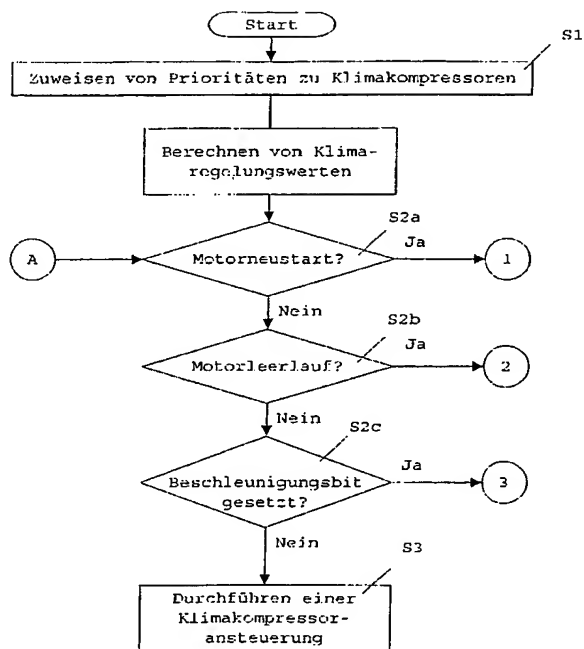 Start
S1
Zuweisen von Prioritäten zu Klimakompressoren
Berechnen von Klima-
regelungswerten
S2a
A
Motorneustart?
Ja
1
Nein
S2b
Motorleerlauf?
Ja
2
Nein
S2c
Beschleunigungsbit
gesetzt?
Ja
3
Nein
S3
Durchführen einer
Klimakompressor-
ansteuerung